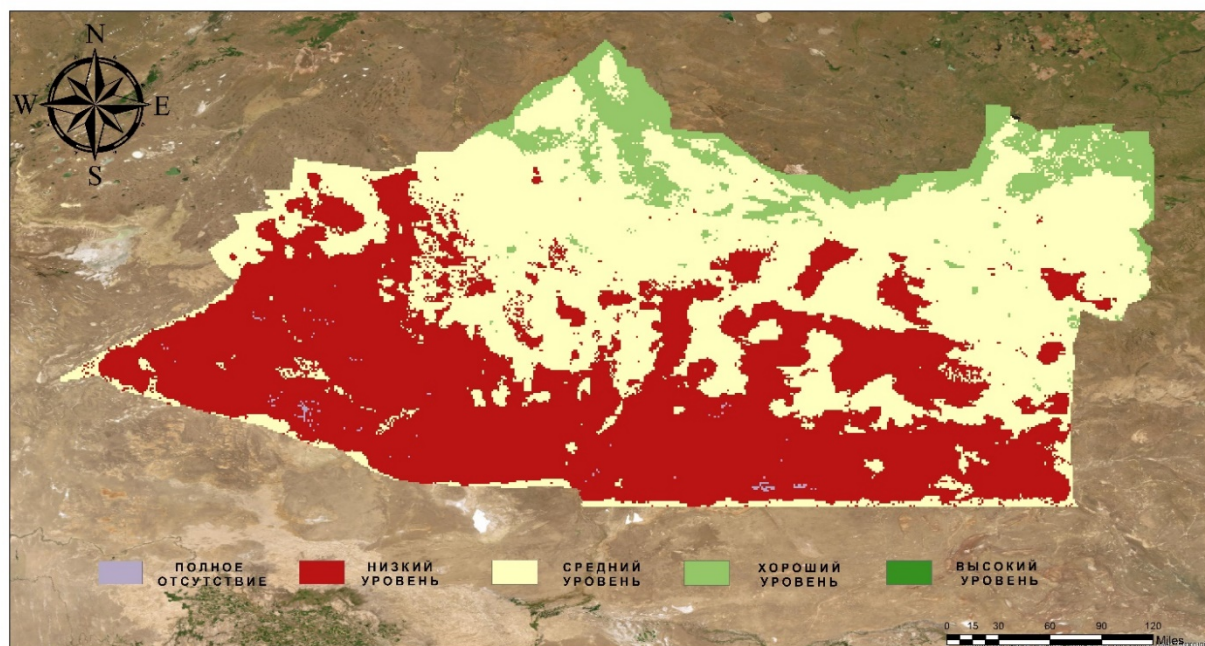 N
W E
S
ПОЛНОЕ ОТСУТСТВИЕ
НИЗКИЙ УРОВЕНЬ
СРЕДНИЙ УРОВЕНЬ
ХОРОШИЙ УРОВЕНЬ
ВЫСОКИЙ УРОВЕНЬ
0 15 30 60 90 120
Miles